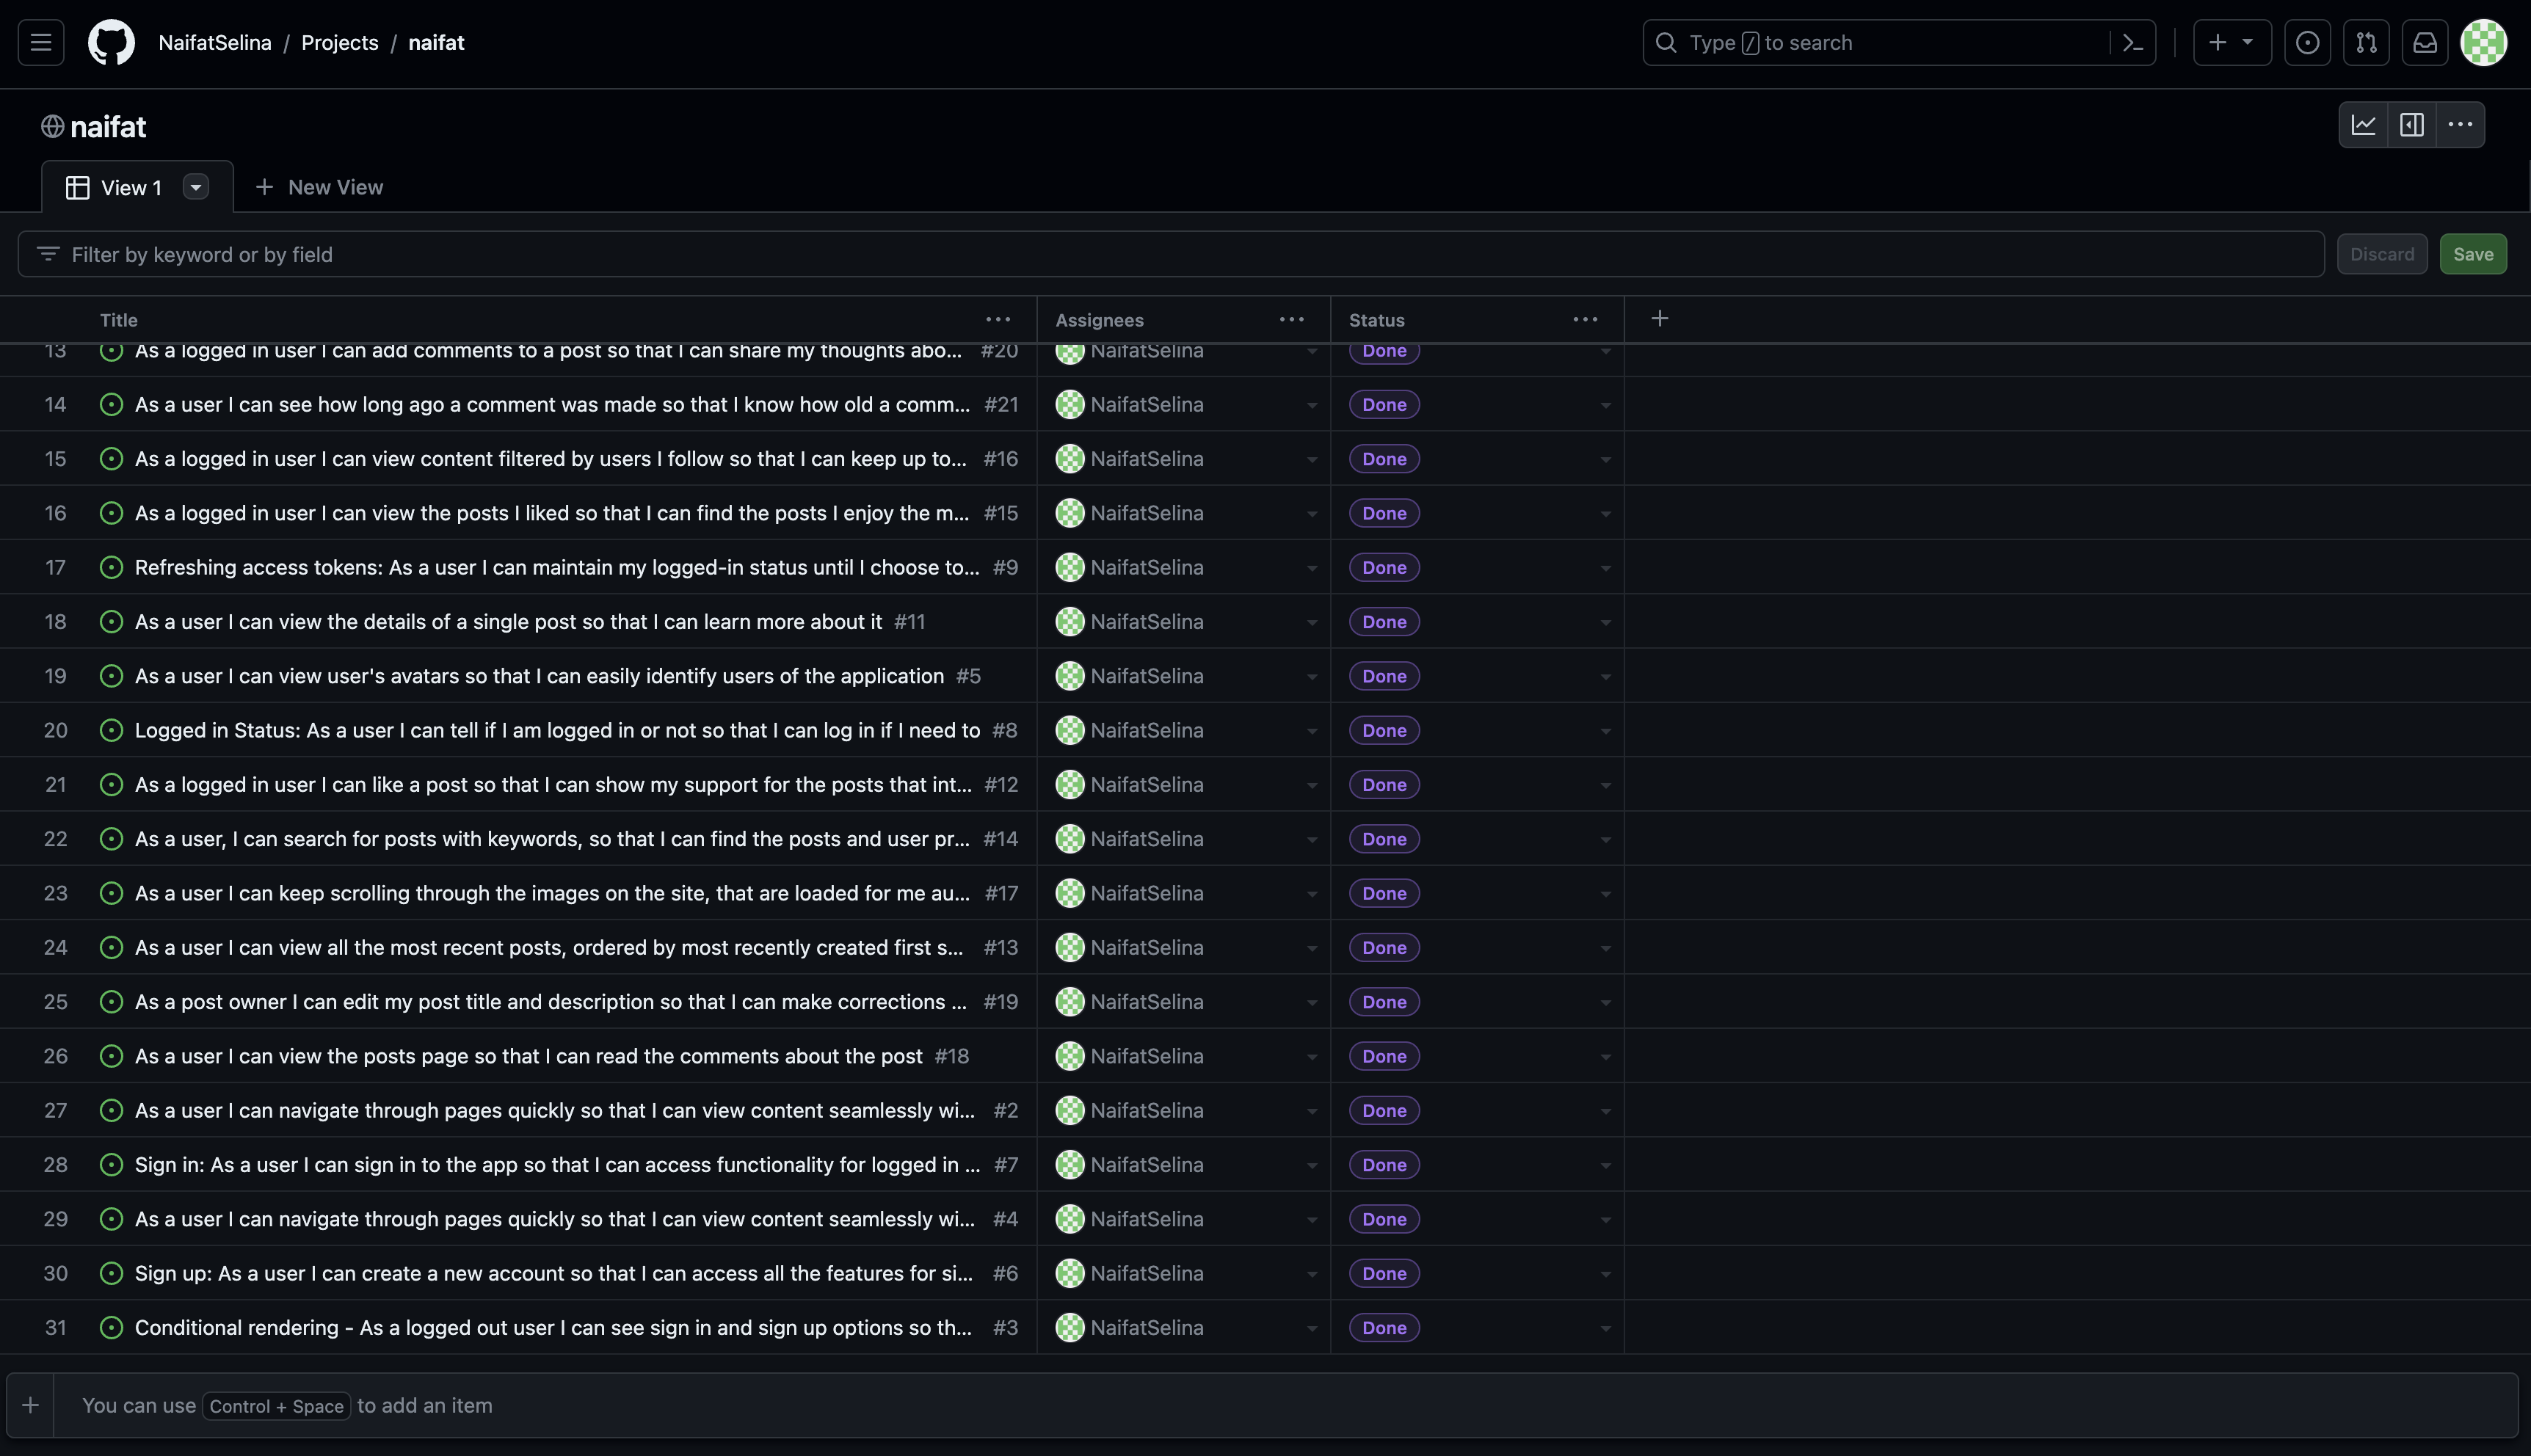 NaifatSelina / Projects / naifat
Type / to search
naifat
View 1
New View
Filter by keyword or by field
Discard
Save
Title Assignees Status
13 As a logged in user I can add comments to a post so that I can share my thoughts abo... #20 NaifatSelina Done
14 As a user I can see how long ago a comment was made so that I know how old a comm... #21 NaifatSelina Done
15 As a logged in user I can view content filtered by users I follow so that I can keep up to... #16 NaifatSelina Done
16 As a logged in user I can view the posts I liked so that I can find the posts I enjoy the m... #15 NaifatSelina Done
17 Refreshing access tokens: As a user I can maintain my logged-in status until I choose to... #9 NaifatSelina Done
18 As a user I can view the details of a single post so that I can learn more about it #11 NaifatSelina Done
19 As a user I can view user's avatars so that I can easily identify users of the application #5 NaifatSelina Done
20 Logged in Status: As a user I can tell if I am logged in or not so that I can log in if I need to #8 NaifatSelina Done
21 As a logged in user I can like a post so that I can show my support for the posts that int... #12 NaifatSelina Done
22 As a user, I can search for posts with keywords, so that I can find the posts and user pr... #14 NaifatSelina Done
23 As a user I can keep scrolling through the images on the site, that are loaded for me au... #17 NaifatSelina Done
24 As a user I can view all the most recent posts, ordered by most recently created first s... #13 NaifatSelina Done
25 As a post owner I can edit my post title and description so that I can make corrections ... #19 NaifatSelina Done
26 As a user I can view the posts page so that I can read the comments about the post #18 NaifatSelina Done
27 As a user I can navigate through pages quickly so that I can view content seamlessly wi... #2 NaifatSelina Done
28 Sign in: As a user I can sign in to the app so that I can access functionality for logged in ... #7 NaifatSelina Done
29 As a user I can navigate through pages quickly so that I can view content seamlessly wi... #4 NaifatSelina Done
30 Sign up: As a user I can create a new account so that I can access all the features for si... #6 NaifatSelina Done
31 Conditional rendering - As a logged out user I can see sign in and sign up options so th... #3 NaifatSelina Done
You can use Control + Space to add an item